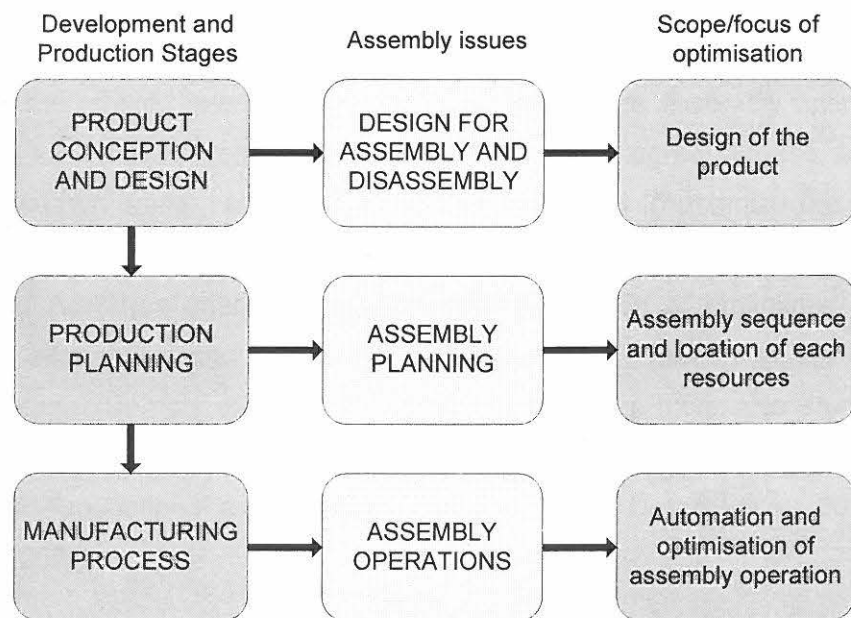 Development and
Production Stages
Assembly issues
Scope/focus of
optimisation
PRODUCT
CONCEPTION
AND DESIGN
DESIGN FOR
ASSEMBLY AND
DISASSEMBLY
Design of the
product
PRODUCTION
PLANNING
ASSEMBLY
PLANNING
Assembly sequence
and location of each
resources
MANUFACTURING
PROCESS
ASSEMBLY
OPERATIONS
Automation and
optimisation of
assembly operation